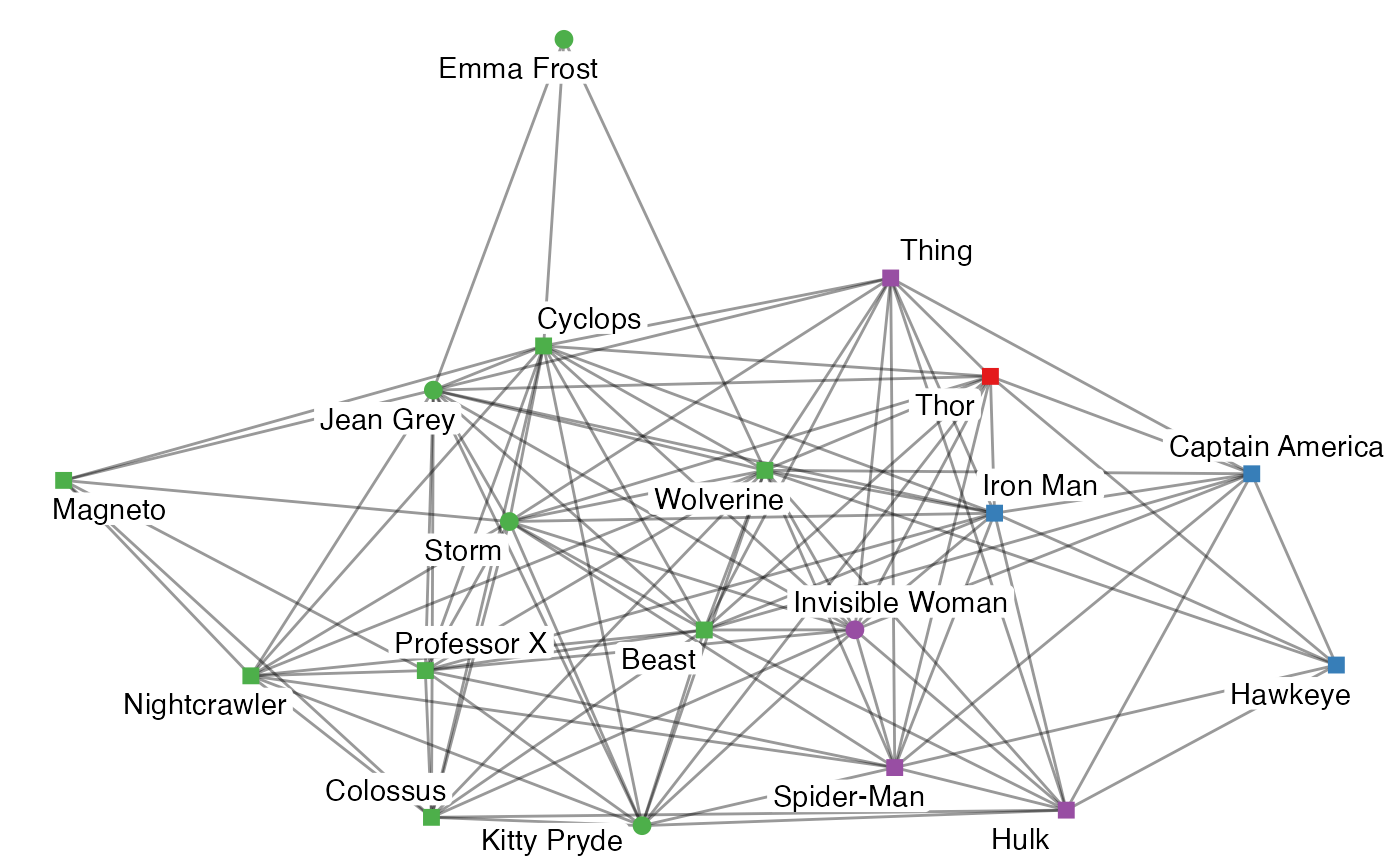 Emma Frost
Thing
Cyclops
Thor
Jean Grey
Captain America
Iron Man
Wolverine
Magneto
Storm
Invisible Woman
Professor X
Beast
Hawkeye
Nightcrawler
Colossus
Spider-Man
Kitty Pryde
Hulk